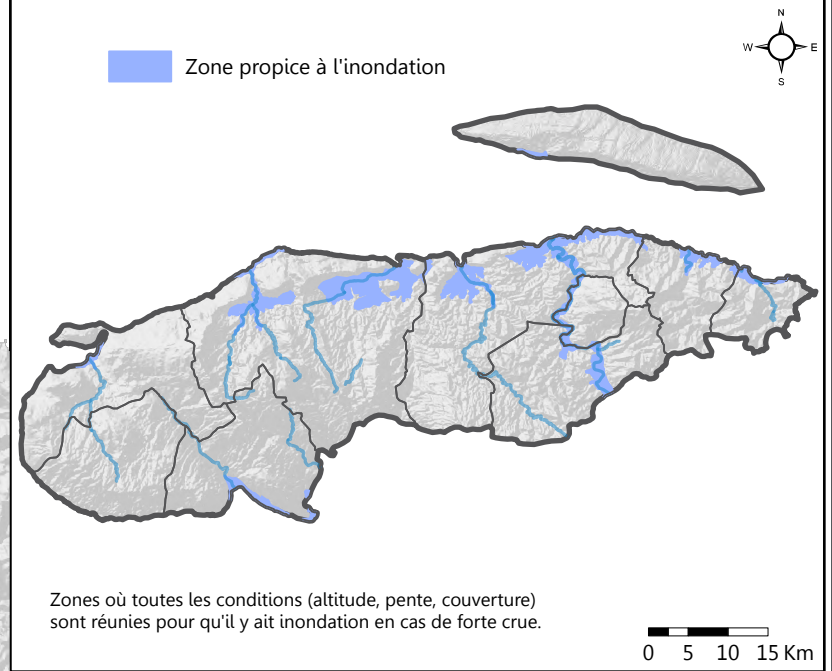 N
W E
S
Zone propice à l'inondation
Zones où toutes les conditions (altitude, pente, couverture)
sont réunies pour qu'il y ait inondation en cas de forte crue.
0 5 10 15 Km